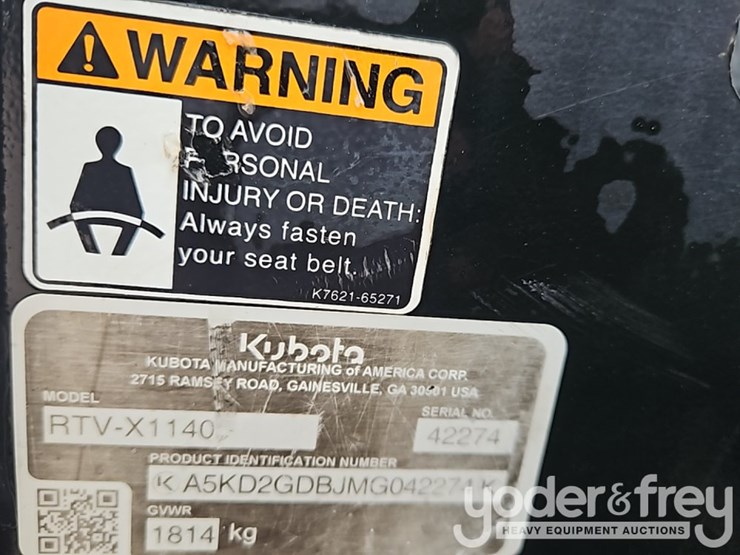 WARNING
TO AVOID
PERSONAL
INJURY OR DEATH:
Always fasten
your seat belt.
K7621-65271
Kubota
KUBOTA MANUFACTURING of AMERICA CORP.
2715 RAMSEY ROAD, GAINESVILLE, GA 30501 USA
MODEL
SERIAL NO.
RTV-X1140
42274
PRODUCT IDENTIFICATION NUMBER
GVWR
1814 kg
yoder&frey
HEAVY EQUIPMENT AUCTIONS